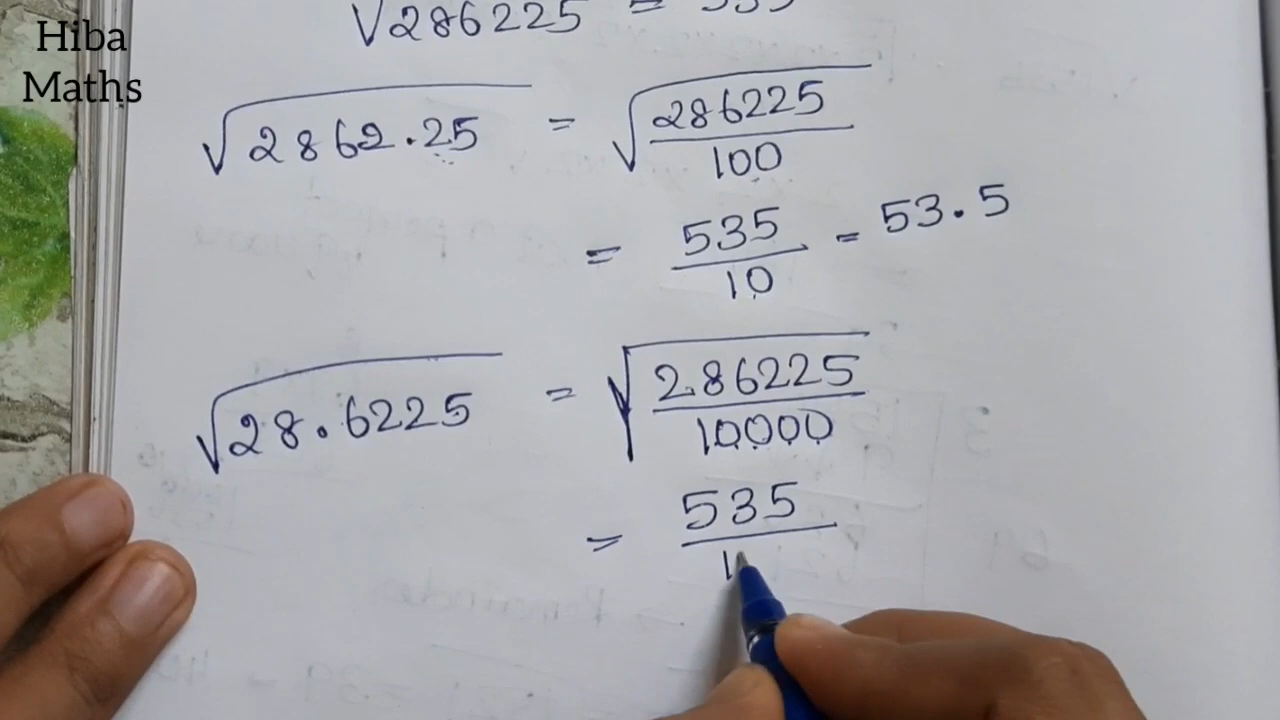 Hiba
Maths
√286225 = 535
√2862.25 = √286225/100
= 535/10 = 53.5
√28.6225 = √286225/10000
= 535/1